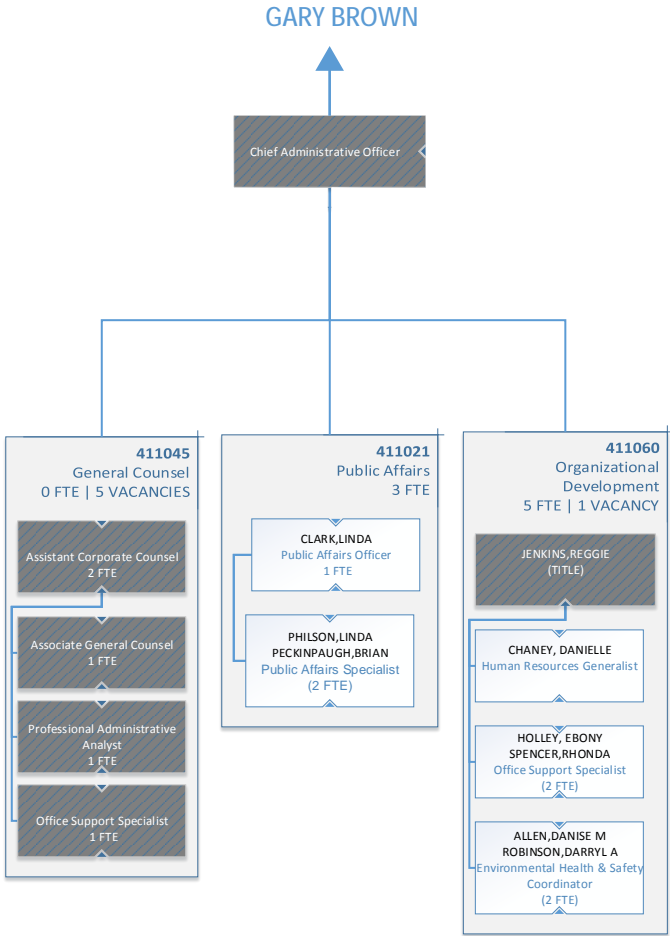 GARY BROWN
Chief Administrative Officer
411045
General Counsel
0 FTE | 5 VACANCIES
Assistant Corporate Counsel
2 FTE
Associate General Counsel
1 FTE
Professional Administrative
Analyst
1 FTE
Office Support Specialist
1 FTE
411021
Public Affairs
3 FTE
CLARK,LINDA
Public Affairs Officer
1 FTE
PHILSON,LINDA
PECKINPAUGH,BRIAN
Public Affairs Specialist
(2 FTE)
411060
Organizational
Development
5 FTE | 1 VACANCY
JENKINS,REGGIE
(TITLE)
CHANEY, DANIELLE
Human Resources Generalist
HOLLEY, EBONY
SPENCER,RHONDA
Office Support Specialist
(2 FTE)
ALLEN,DANISE M
ROBINSON,DARRYL A
Environmental Health & Safety
Coordinator
(2 FTE)